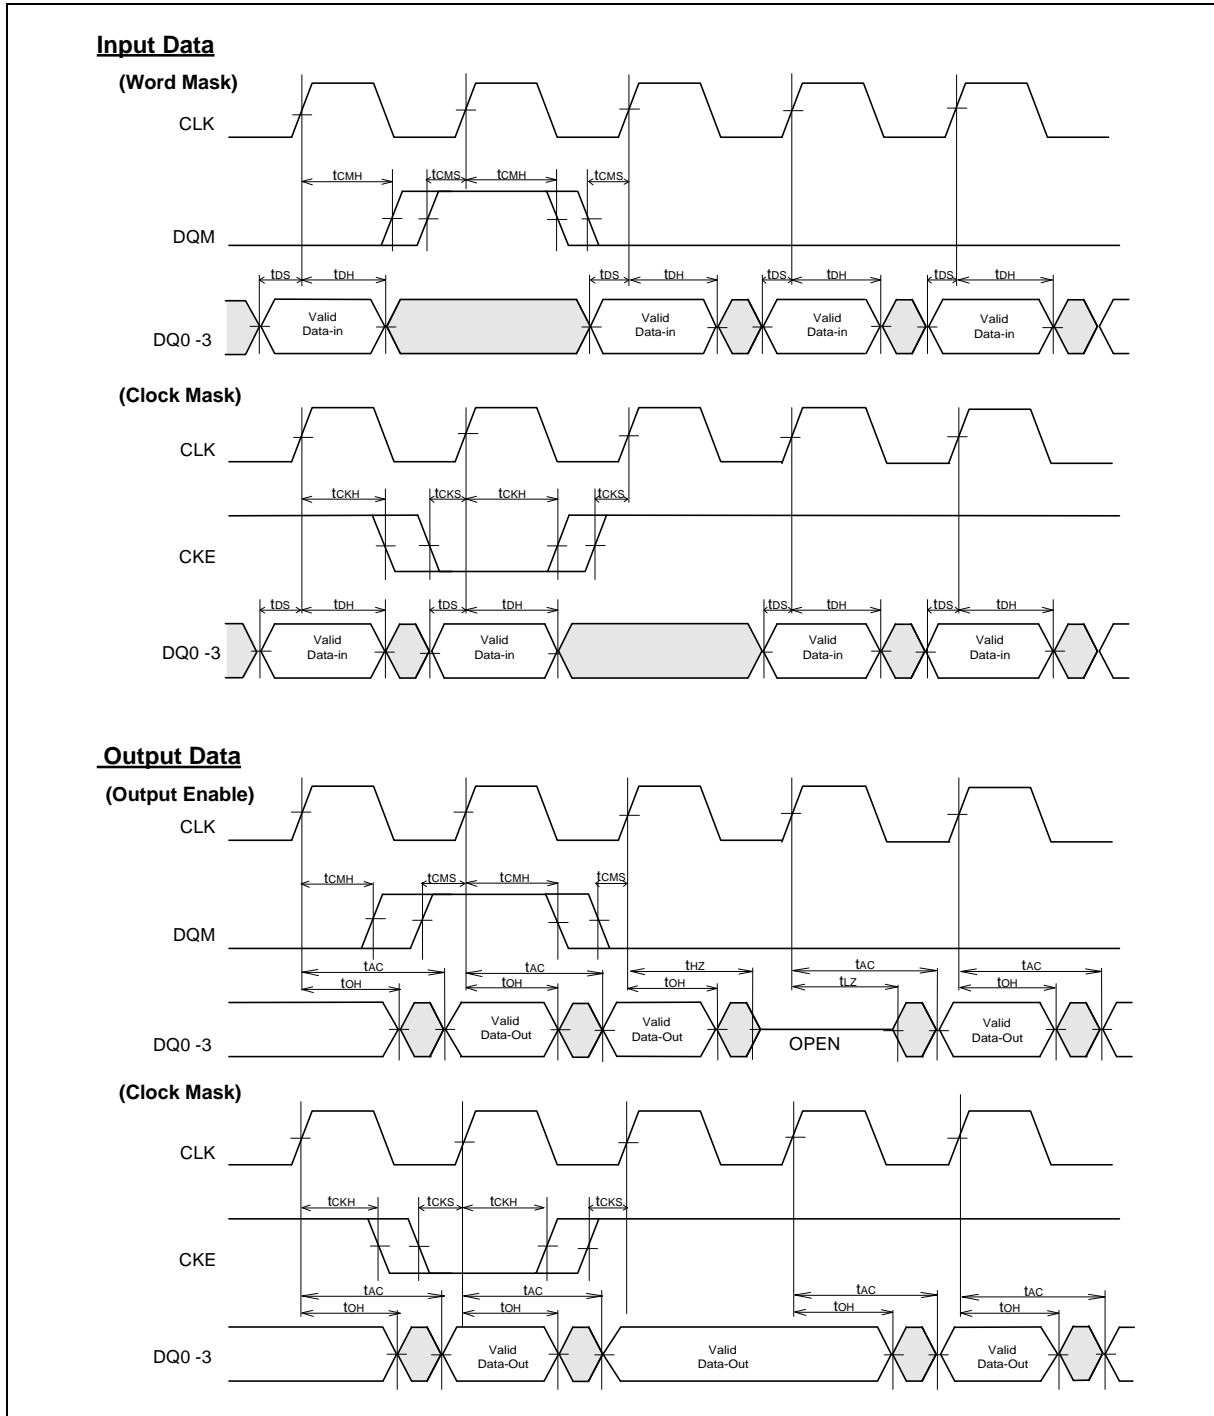 Input Data
(Word Mask)
CLK
tCMH tCMS tCMH tCMS
DQM
tDS tDH tDS tDH tDS tDH tDS tDH
Valid Data-in Valid Data-in Valid Data-in Valid Data-in
DQ0 -3
(Clock Mask)
CLK
tCKH tCKS tCKH tCKS
CKE
tDS tDH tDS tDH tDS tDH tDS tDH
Valid Data-in Valid Data-in Valid Data-in Valid Data-in
DQ0 -3
Output Data
(Output Enable)
CLK
tCMH tCMS tCMH tCMS
DQM
tAC tAC tHZ tAC tAC
tOH tOH tOH tLZ tOH
Valid Data-Out Valid Data-Out Valid Data-Out
DQ0 -3 OPEN
(Clock Mask)
CLK
tCKH tCKS tCKH tCKS
CKE
tAC tAC tAC tAC
tOH tOH tOH tOH
Valid Data-Out Valid Data-Out Valid Data-Out
DQ0 -3